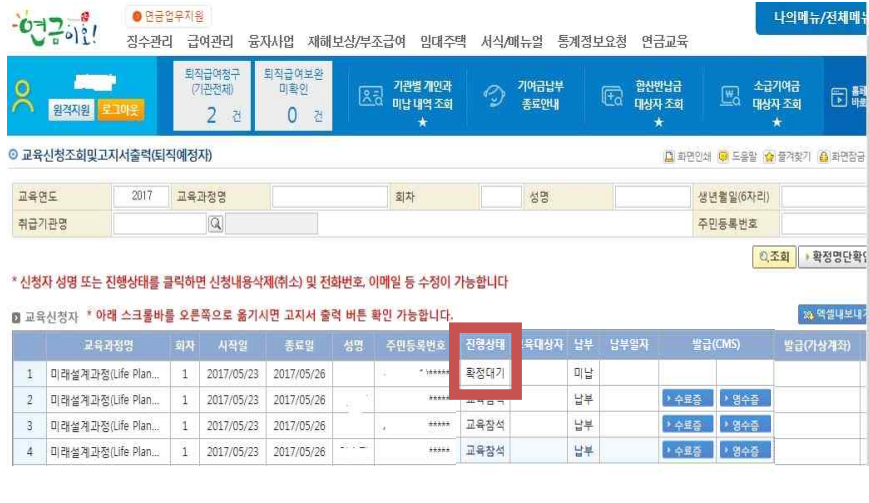 연금이요!
연금업무지원
나의메뉴/전체메뉴
징수관리 급여관리 융자사업 재해보상/부조급여 임대주택 서식/매뉴얼 통계정보요청 연금교육
원격지원 로그아웃
퇴직급여청구
(기관전체)
2 건
퇴직급여보완
미확인
0 건
기관별 개인과
미납 내역 조회
★
기여금납부
종료안내
합산반납금
대상자 조회
★
소급기여금
대상자 조회
★
교육신청조회및고지서출력(퇴직예정자)
화면인쇄 도움말 즐겨찾기 화면잠금
교육연도 2017 교육과정명 회차 성명 생년월일(6자리)
취급기관명 주민등록번호
조회 확정명단확인
* 신청자 성명 또는 진행상태를 클릭하면 신청내용삭제(취소) 및 전화번호, 이메일 등 수정이 가능합니다
교육신청자 * 아래 스크롤바를 오른쪽으로 옮기시면 고지서 출력 버튼 확인 가능합니다.
엑셀내보내기
교육과정명 회차 시작일 종료일 성명 주민등록번호 진행상태 교육대상자 납부 납부일자 발급(CMS) 발급(가상계좌)
1 미래설계과정(Life Plan... 1 2017/05/23 2017/05/26 ***** 확정대기 미납
2 미래설계과정(Life Plan... 1 2017/05/23 2017/05/26 ***** 교육참석 납부 수료증 영수증
3 미래설계과정(Life Plan... 1 2017/05/23 2017/05/26 ***** 교육참석 납부 수료증 영수증
4 미래설계과정(Life Plan... 1 2017/05/23 2017/05/26 ***** 교육참석 납부 수료증 영수증